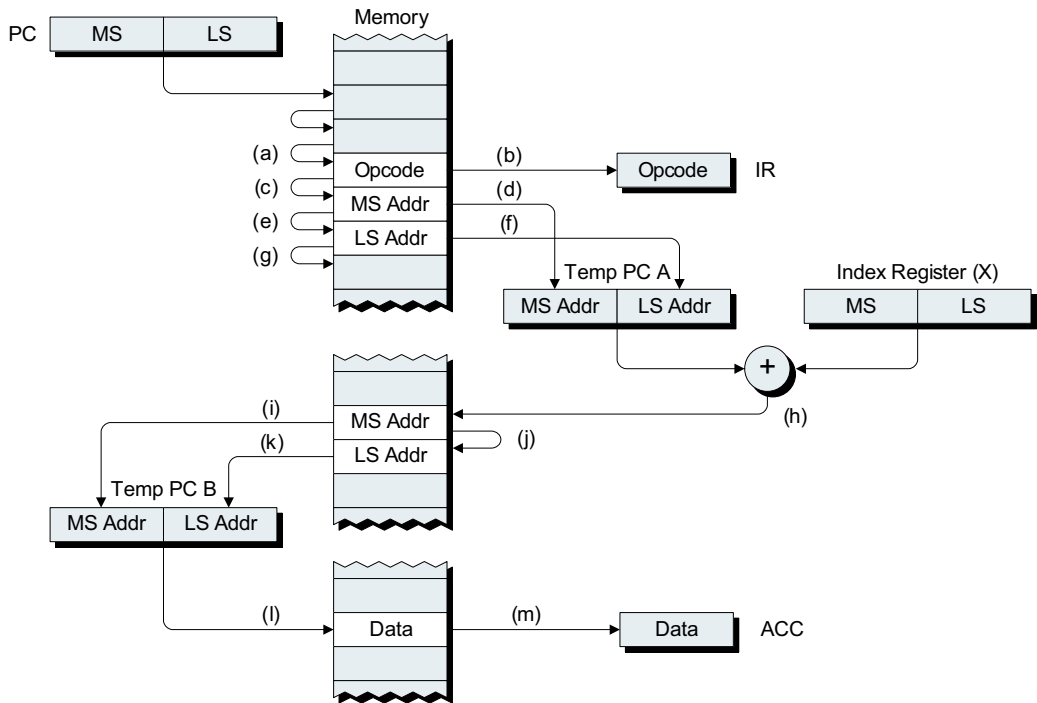 Memory
PC MS LS
(a) Opcode (b) Opcode IR
(c) MS Addr (d)
(e) LS Addr (f)
(g)
Temp PC A Index Register (X)
MS Addr LS Addr MS LS
+
(h)
(i) MS Addr
(j)
(k) LS Addr
Temp PC B
MS Addr LS Addr
(l) Data (m) Data ACC